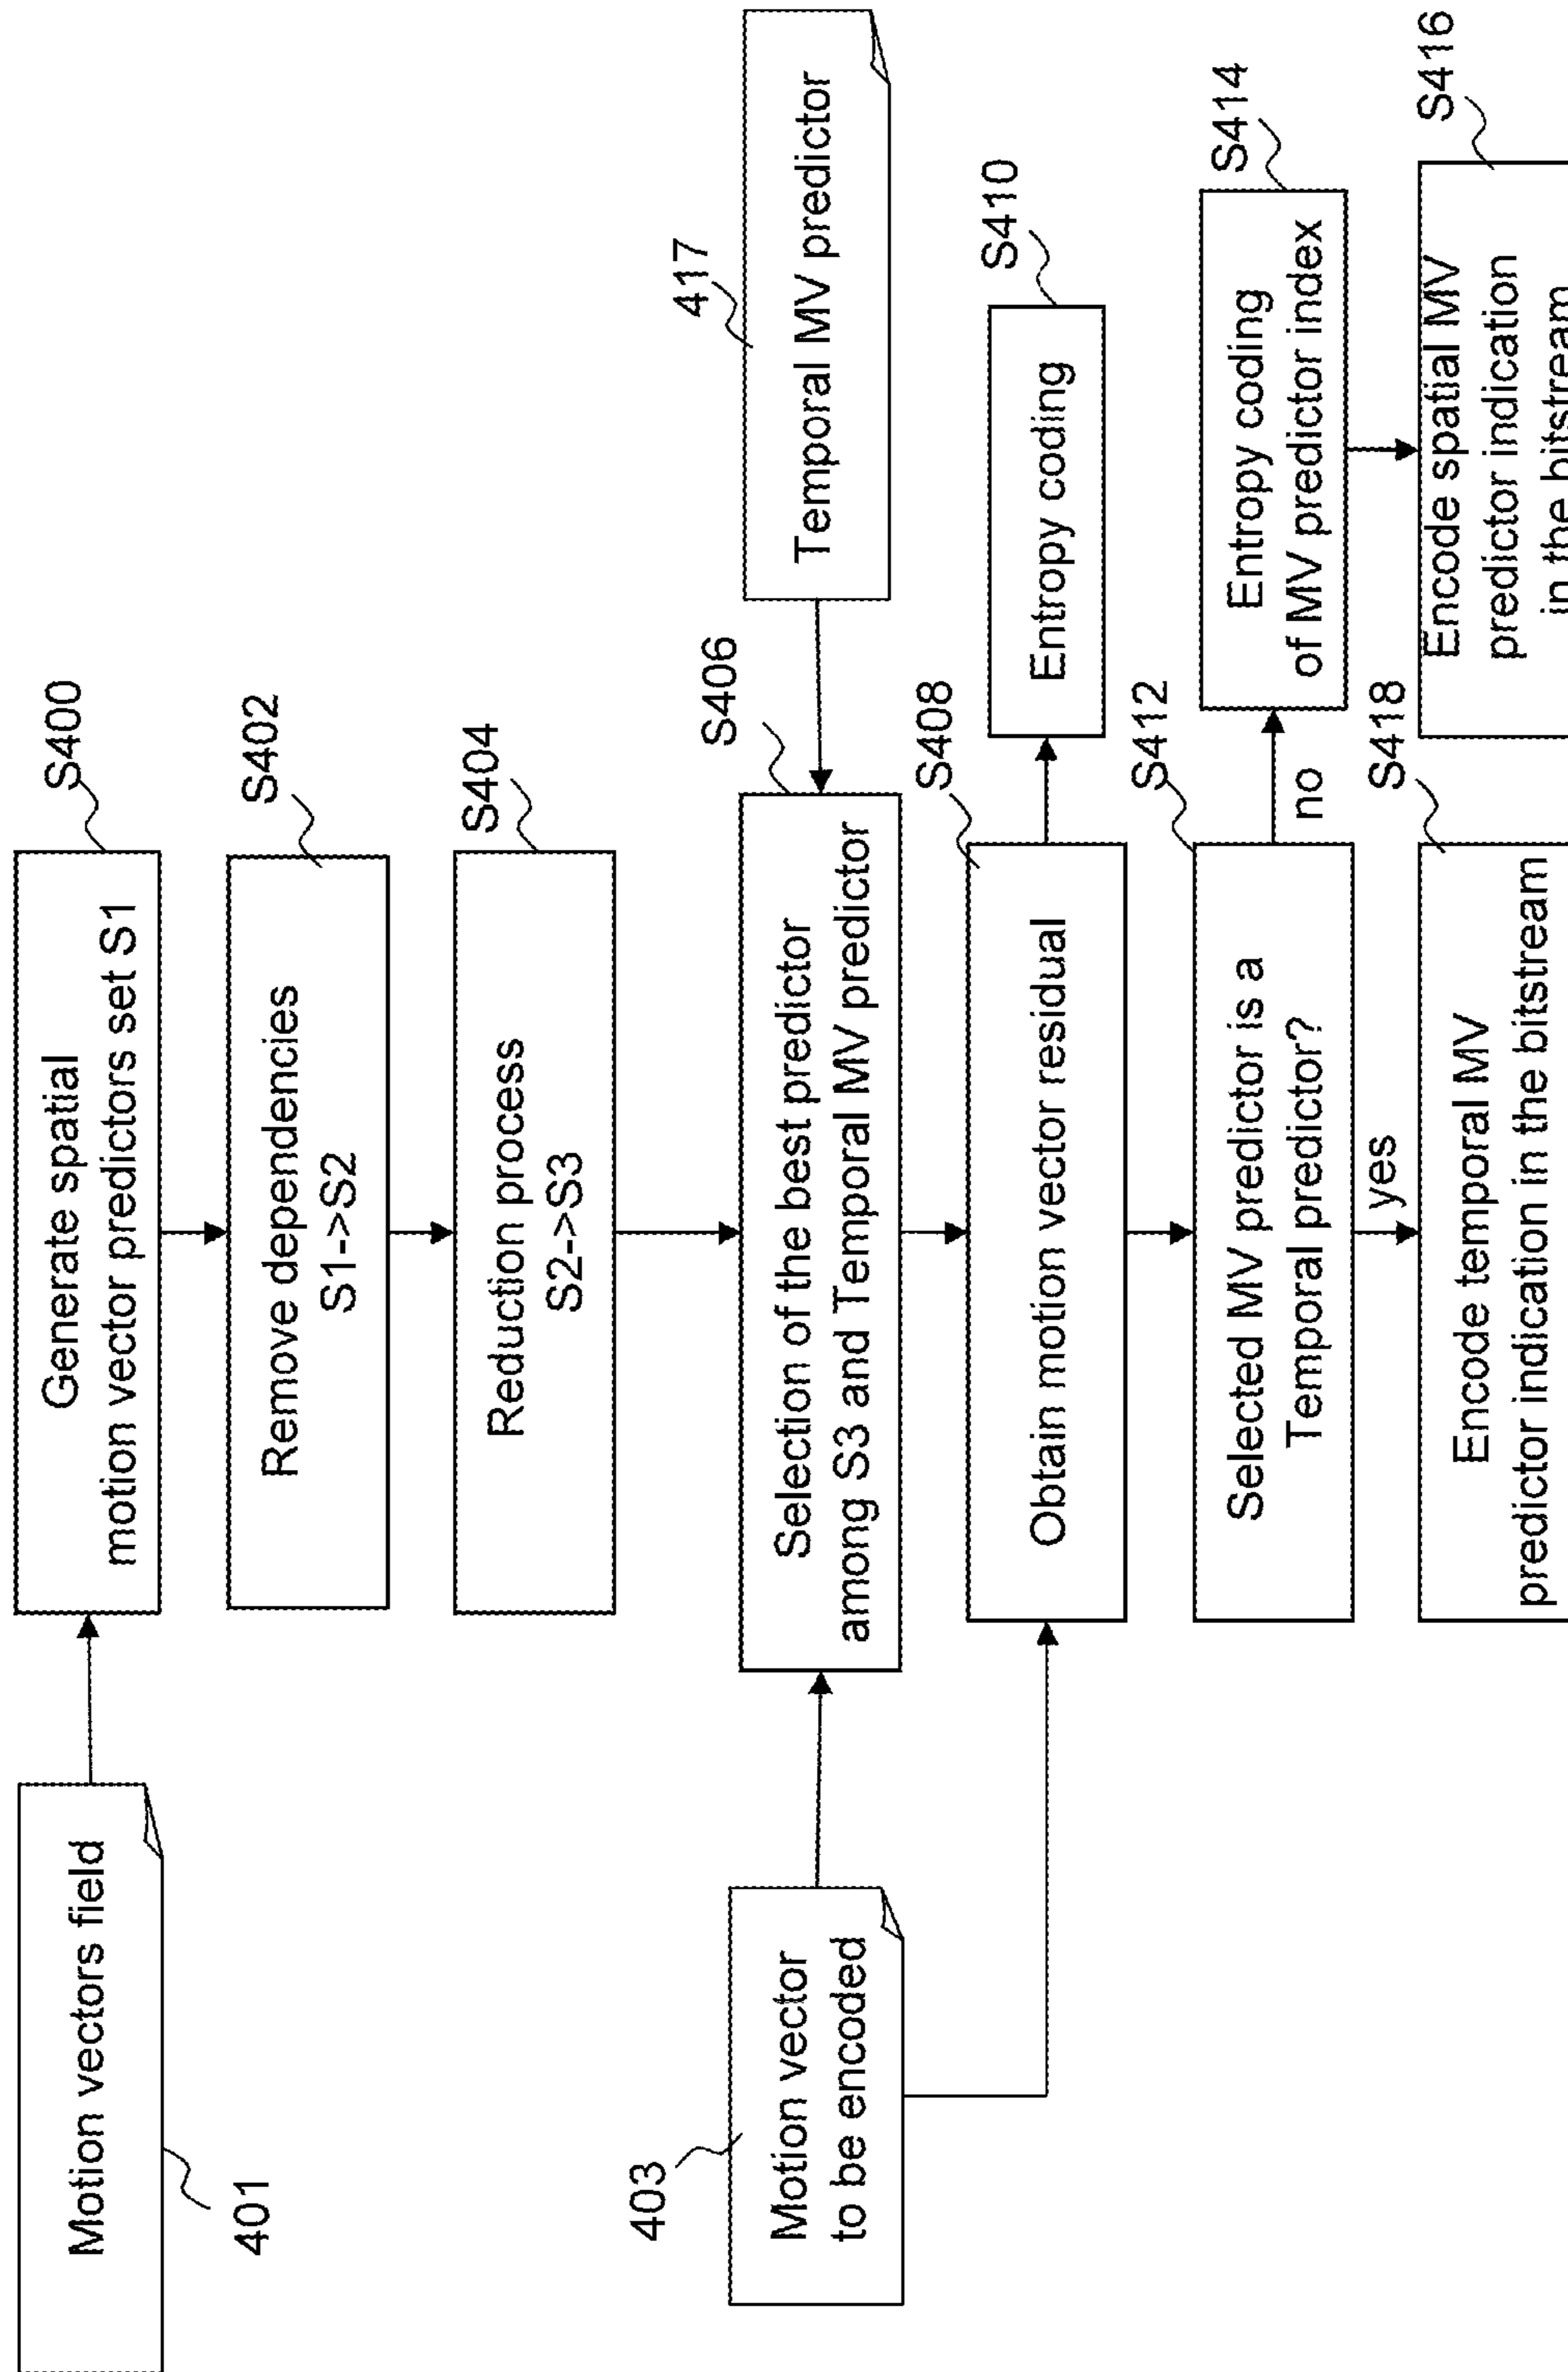 Motion vectors field
401
Generate spatial
motion vector predictors set S1
S400
Remove dependencies
S1->S2
S402
Reduction process
S2->S3
S404
403
Motion vector
to be encoded
Selection of the best predictor
among S3 and Temporal MV predictor
S406
417
Temporal MV predictor
Obtain motion vector residual
S408
Entropy coding
S410
Selected MV predictor is a
Temporal predictor?
S412
no
Entropy coding
of MV predictor index
S414
yes
Encode temporal MV
predictor indication in the bitstream
S418
Encode spatial MV
predictor indication
in the bitstream
S416